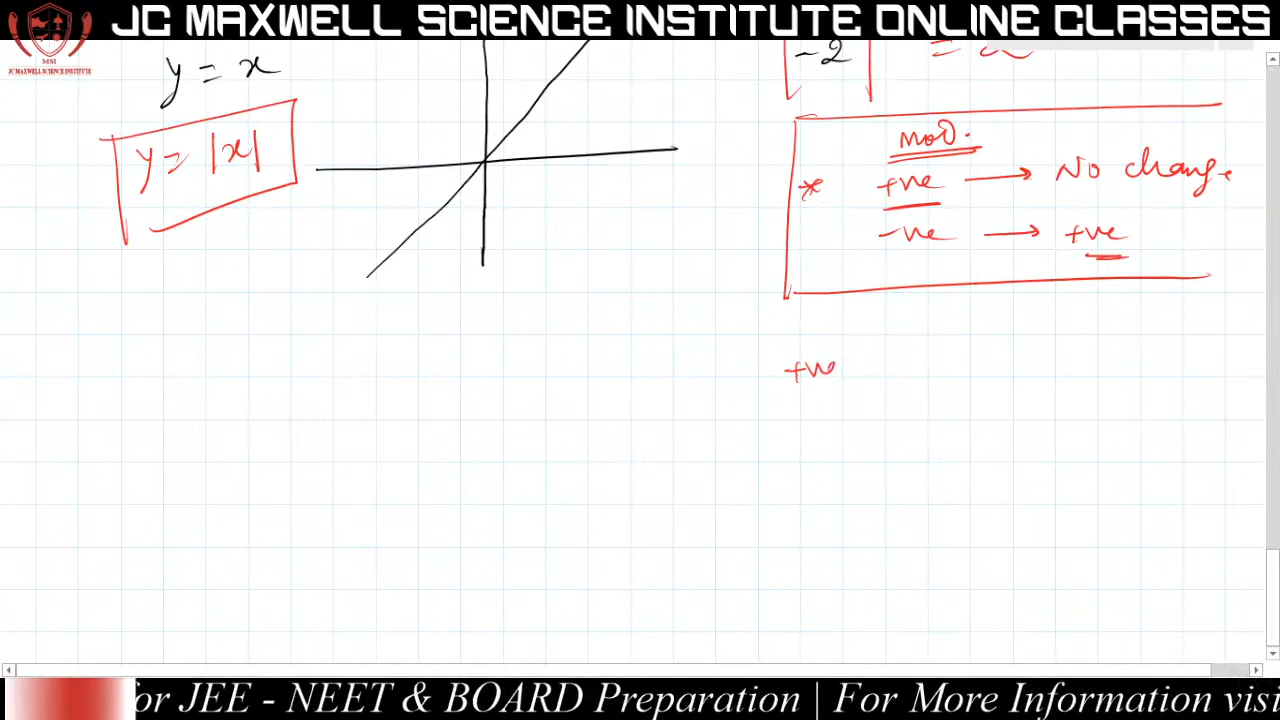 JC MAXWELL SCIENCE INSTITUTE ONLINE CLASSES
MSI
JC MAXWELL SCIENCE INSTITUTE
y = x
y = |x|
|-2| =
mod.
* +ve → No change
-ve → +ve
+ve
for JEE - NEET & BOARD Preparation | For More Information visi